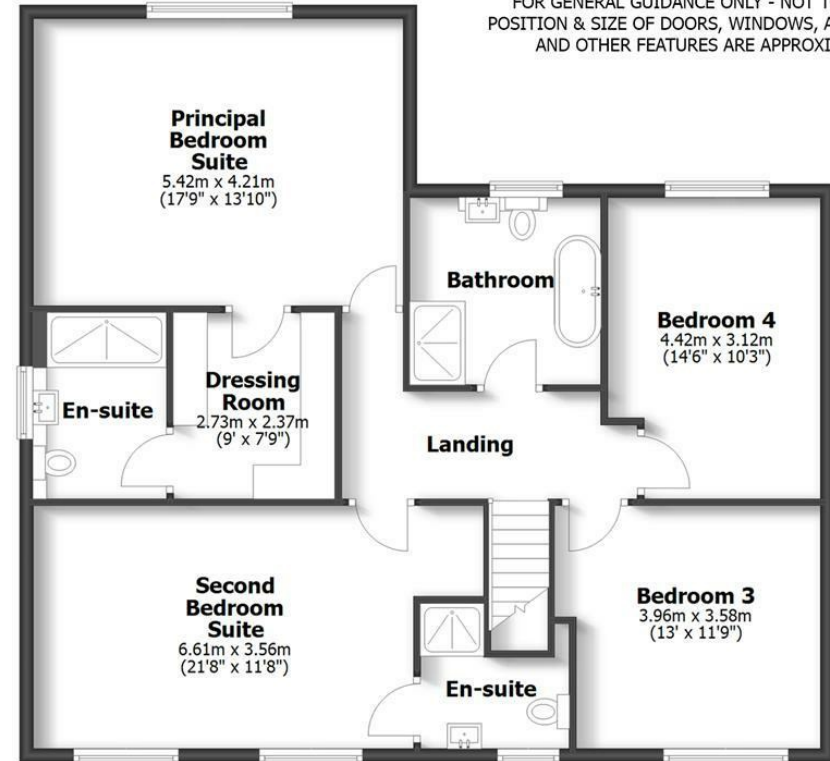 FOR GENERAL GUIDANCE ONLY - NOT
POSITION & SIZE OF DOORS, WINDOWS,
AND OTHER FEATURES ARE
Principal
Bedroom
Suite
5.42m x 4.21m
(17'9" x 13'10")
Bathroom
Bedroom 4
4.42m x 3.12m
(14'6" x 10'3")
En-suite
Dressing
Room
2.73m x 2.37m
(9' x 7'9")
Landing
Second
Bedroom
Suite
6.61m x 3.56m
(21'8" x 11'8")
Bedroom 3
3.96m x 3.58m
(13' x 11'9")
En-suite